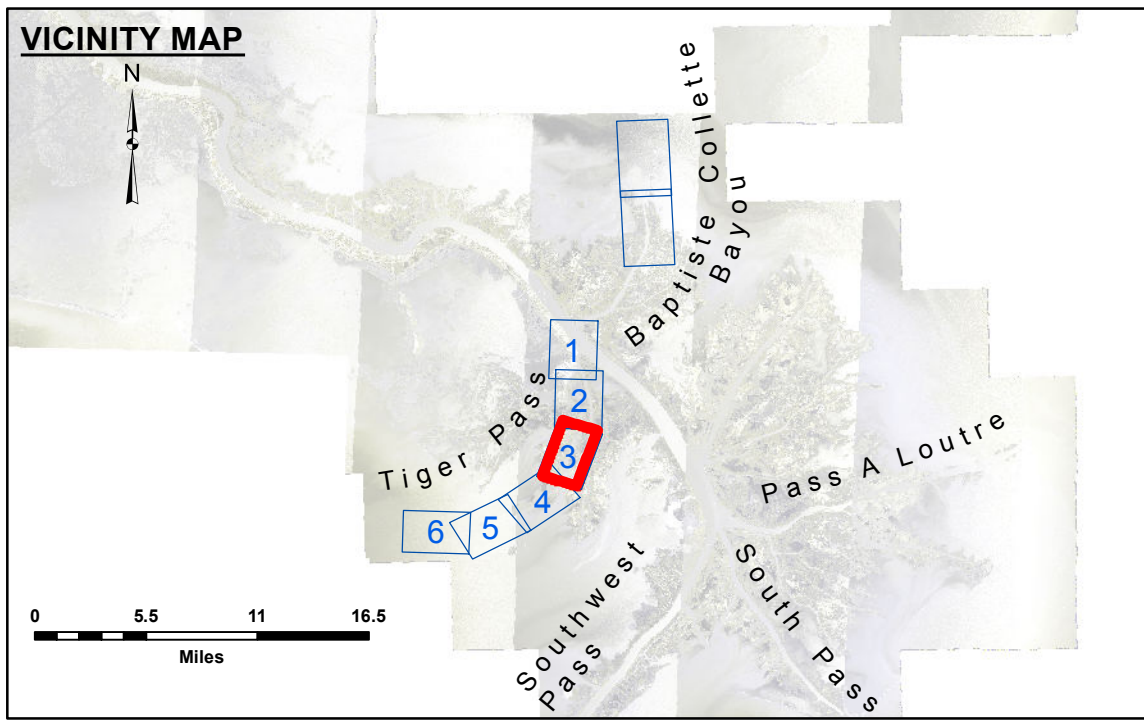 VICINITY MAP
N
Baptiste Collette
Bayou
1
2
Tiger Pass
3
Pass A Loutre
4
5
6
Southwest
Pass
South Pass
0 5.5 11 16.5
Miles